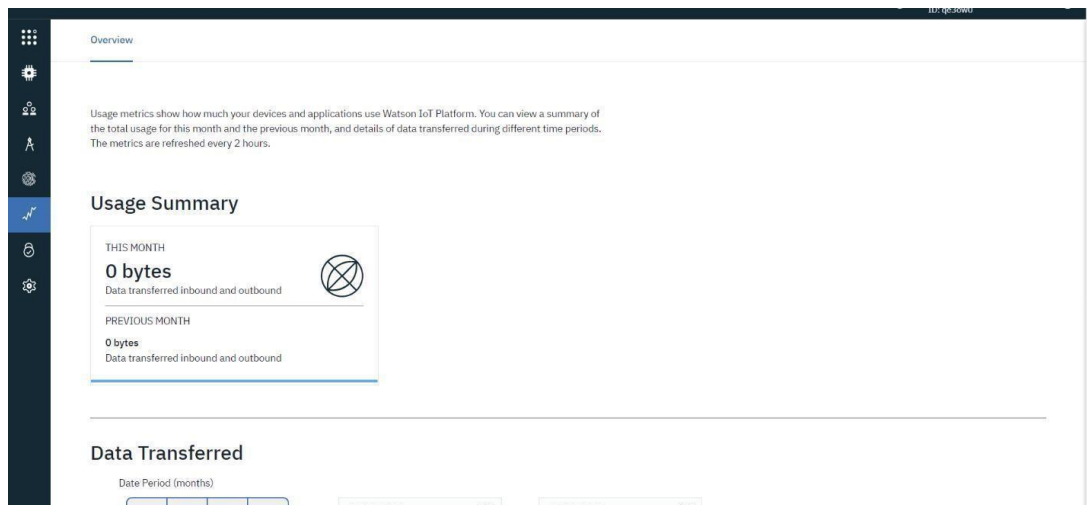 ID: qe3ow0
Overview
Usage metrics show how much your devices and applications use Watson IoT Platform. You can view a summary of
the total usage for this month and the previous month, and details of data transferred during different time periods.
The metrics are refreshed every 2 hours.
Usage Summary
THIS MONTH
0 bytes
Data transferred inbound and outbound
PREVIOUS MONTH
0 bytes
Data transferred inbound and outbound
Data Transferred
Date Period (months)